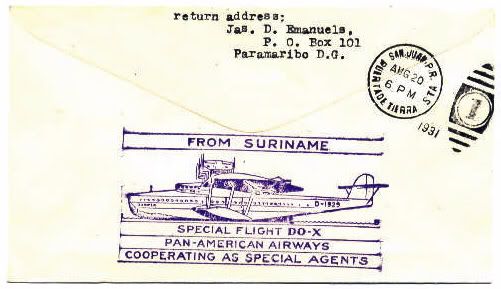 return address;
Jas. D. Emanuels,
P. O. Box 101
Paramaribo D.G.
SAN JUAN, P.R.
AUG 20
6 PM
PUERTA DE TIERRA STA
1931
1
FROM SURINAME
D-1929
SPECIAL FLIGHT DO-X
PAN-AMERICAN AIRWAYS
COOPERATING AS SPECIAL AGENTS